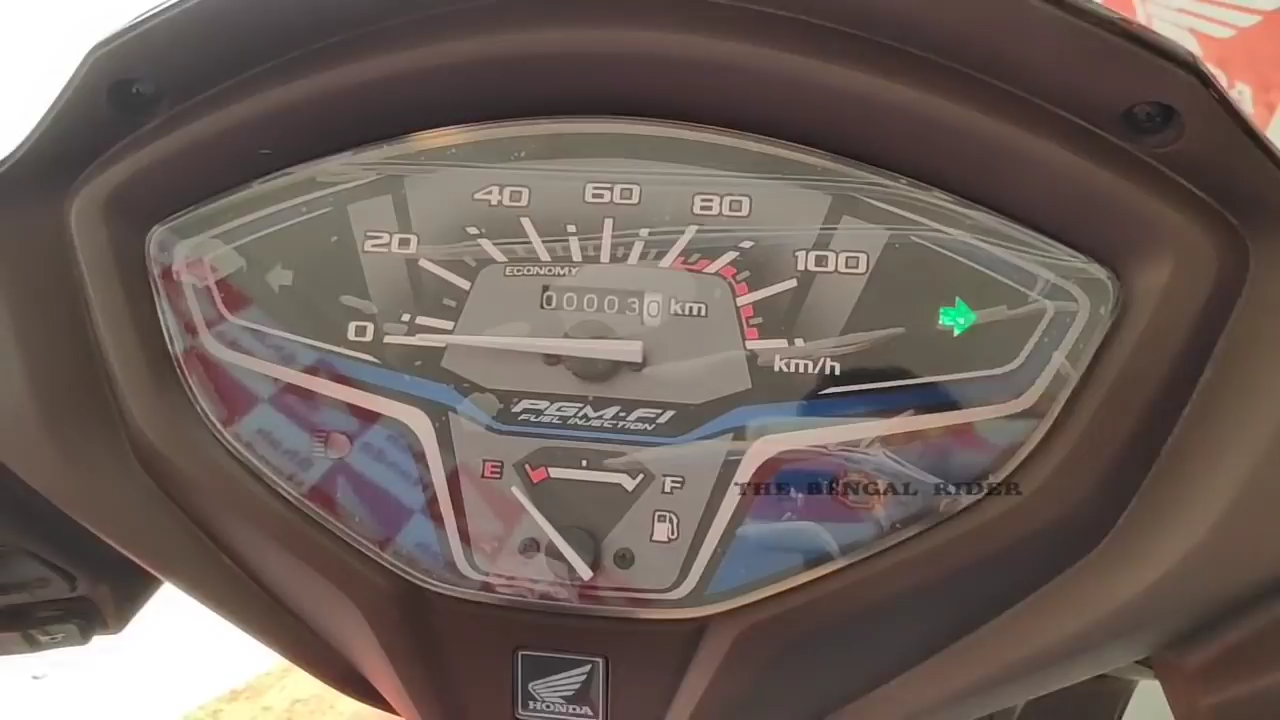 40 60 80
20 100
ECONOMY
000030 km
0
km/h
PGM-FI
FUEL INJECTION
E F
THE BENGAL RIDER
HONDA